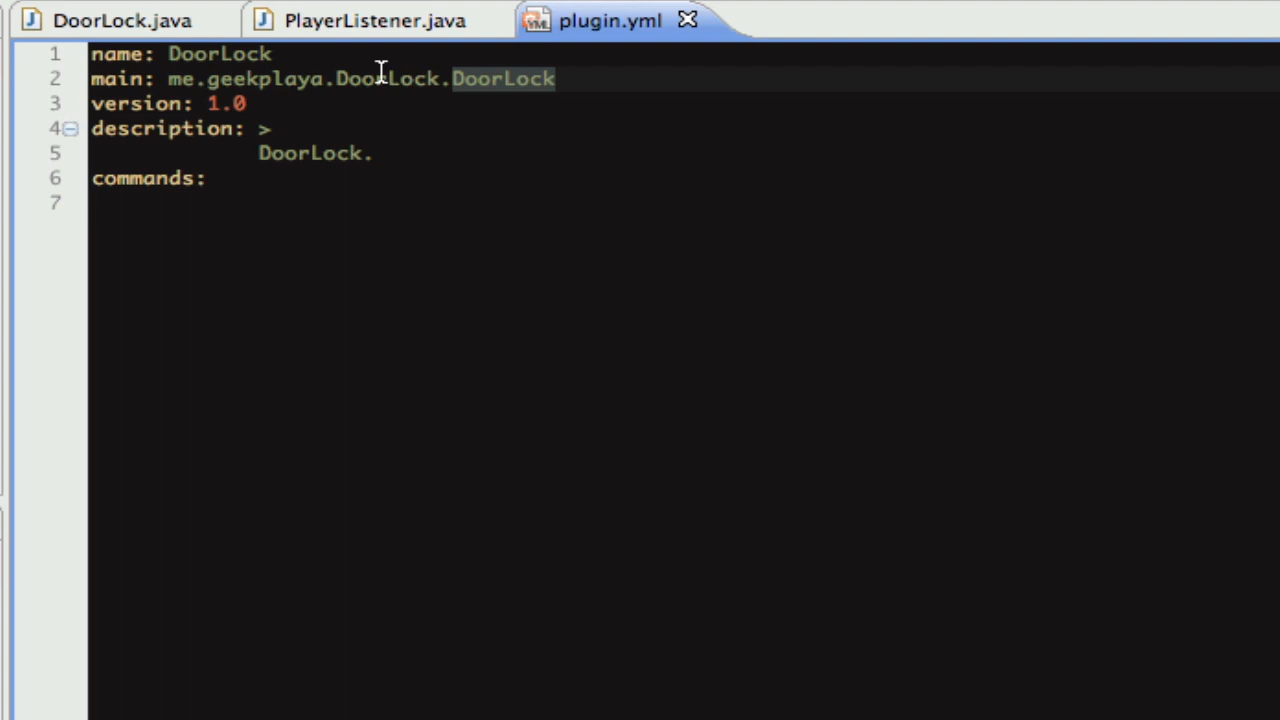 DoorLock.java PlayerListener.java plugin.yml
1 name: DoorLock
2 main: me.geekplaya.DoorLock.DoorLock
3 version: 1.0
4 description: >
5 DoorLock.
6 commands:
7